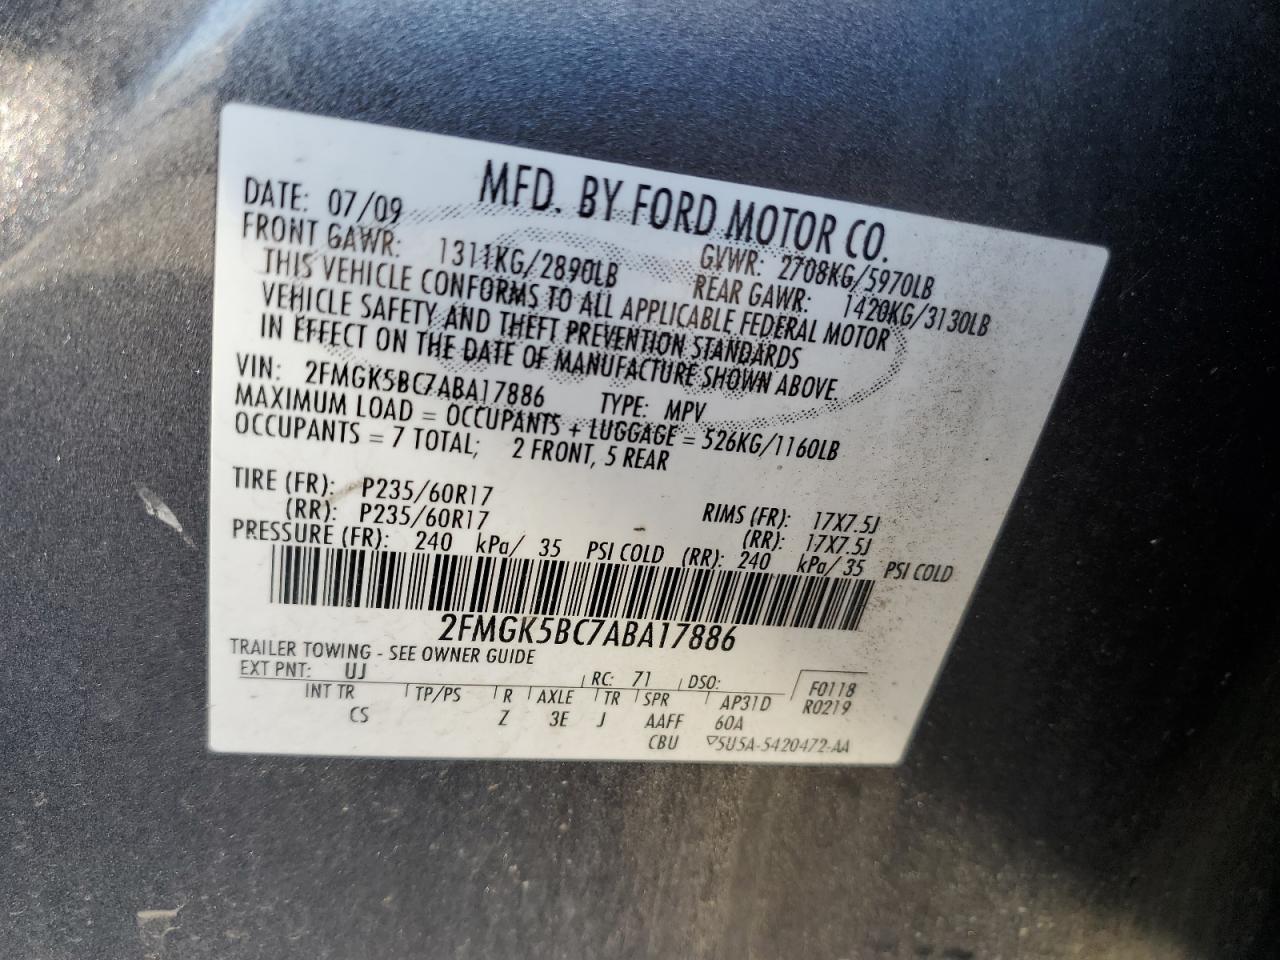 MFD. BY FORD MOTOR CO.
DATE: 07/09 GVWR: 2708KG/5970LB
FRONT GAWR: 1311KG/2890LB REAR GAWR: 1420KG/3130LB
THIS VEHICLE CONFORMS TO ALL APPLICABLE FEDERAL MOTOR
VEHICLE SAFETY AND THEFT PREVENTION STANDARDS
IN EFFECT ON THE DATE OF MANUFACTURE SHOWN ABOVE.
VIN: 2FMGK5BC7ABA17886 TYPE: MPV
MAXIMUM LOAD = OCCUPANTS + LUGGAGE = 526KG/1160LB
OCCUPANTS = 7 TOTAL; 2 FRONT, 5 REAR
TIRE (FR): P235/60R17 RIMS (FR): 17X7.5J
(RR): P235/60R17 (RR): 17X7.5J
PRESSURE (FR): 240 kPa/ 35 PSI COLD (RR): 240 kPa/ 35 PSI COLD
2FMGK5BC7ABA17886
TRAILER TOWING - SEE OWNER GUIDE
EXT PNT: UJ RC: 71 DSO: F0118
INT TR TP/PS R AXLE TR SPR AP31D R0219
CS Z 3E J AAFF 60A
CBU ▽5U5A-5420472-AA